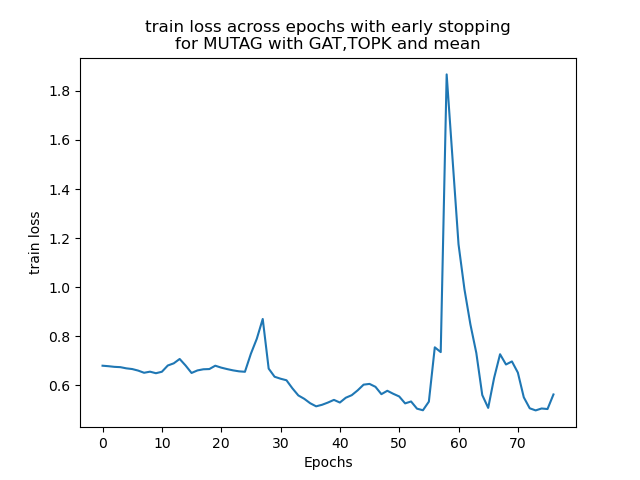 train loss across epochs with early stopping
for MUTAG with GAT,TOPK and mean
1.8
1.6
1.4
1.2
1.0
0.8
0.6
train loss
0 10 20 30 40 50 60 70
Epochs